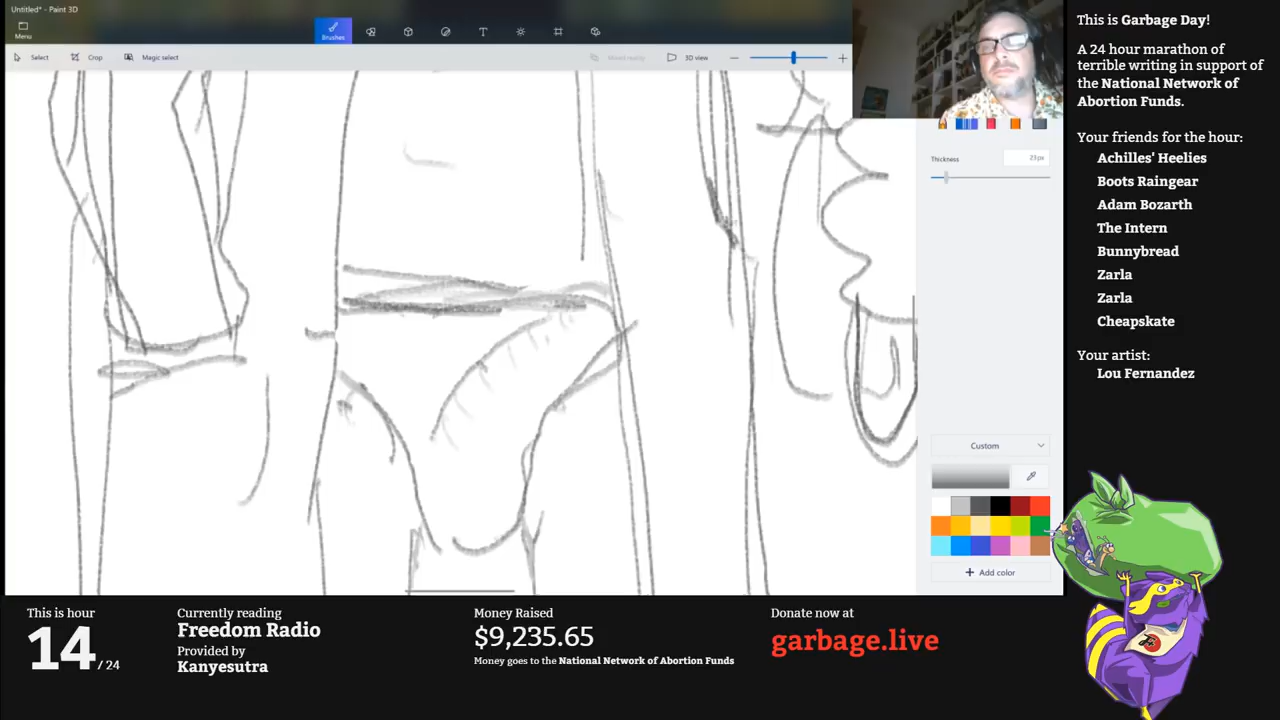 Untitled* - Paint 3D
Menu
Brushes
Select
Crop
Magic select
Mixed reality
3D view
Thickness
23px
Custom
+ Add color
This is Garbage Day!
A 24 hour marathon of
terrible writing in support of
the National Network of
Abortion Funds.
Your friends for the hour:
Achilles' Heelies
Boots Raingear
Adam Bozarth
The Intern
Bunnybread
Zarla
Zarla
Cheapskate
Your artist:
Lou Fernandez
This is hour
14 / 24
Currently reading
Freedom Radio
Provided by
Kanyesutra
Money Raised
$9,235.65
Money goes to the National Network of Abortion Funds
Donate now at
garbage.live